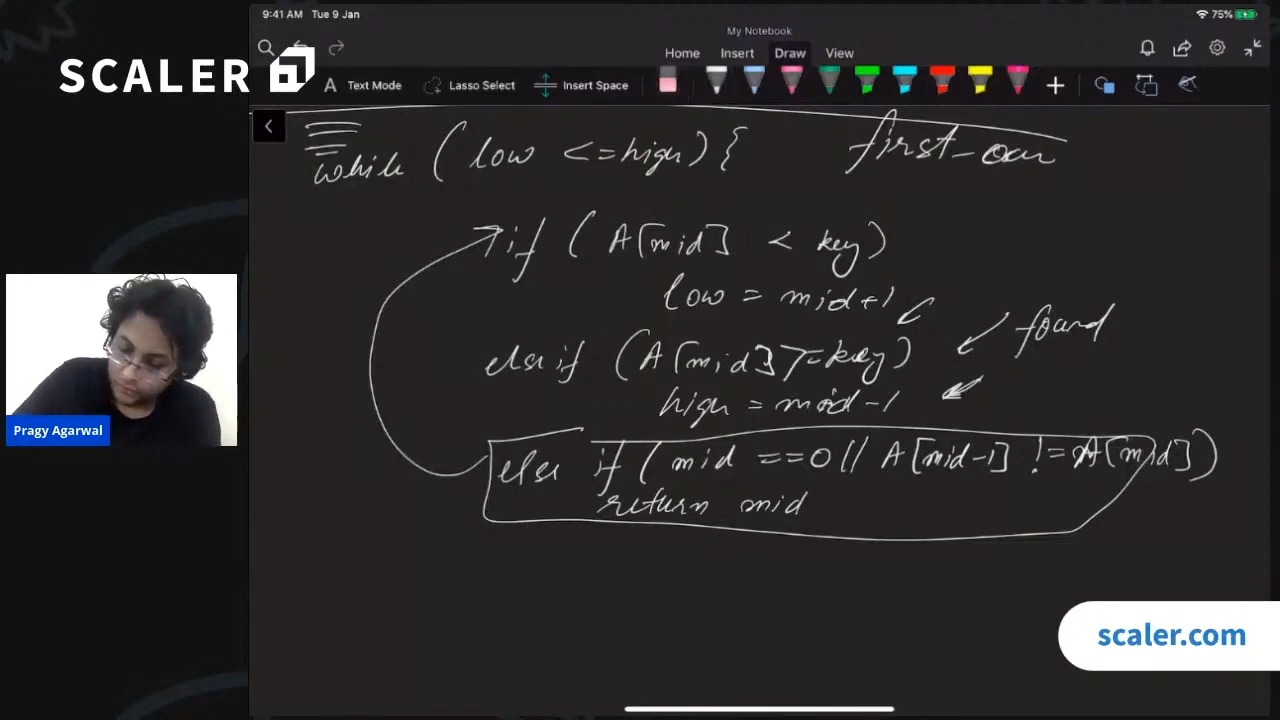 9:41 AM Tue 9 Jan
75%
My Notebook
Home Insert Draw View
SCALER
Text Mode Lasso Select Insert Space
while (low <=high) { first-occ
if (A[mid] < key)
low = mid+1
else if (A[mid] >=key) found
high = mid-1
else if (mid ==0 || A[mid-1] != A[mid])
return mid
Pragy Agarwal
scaler.com